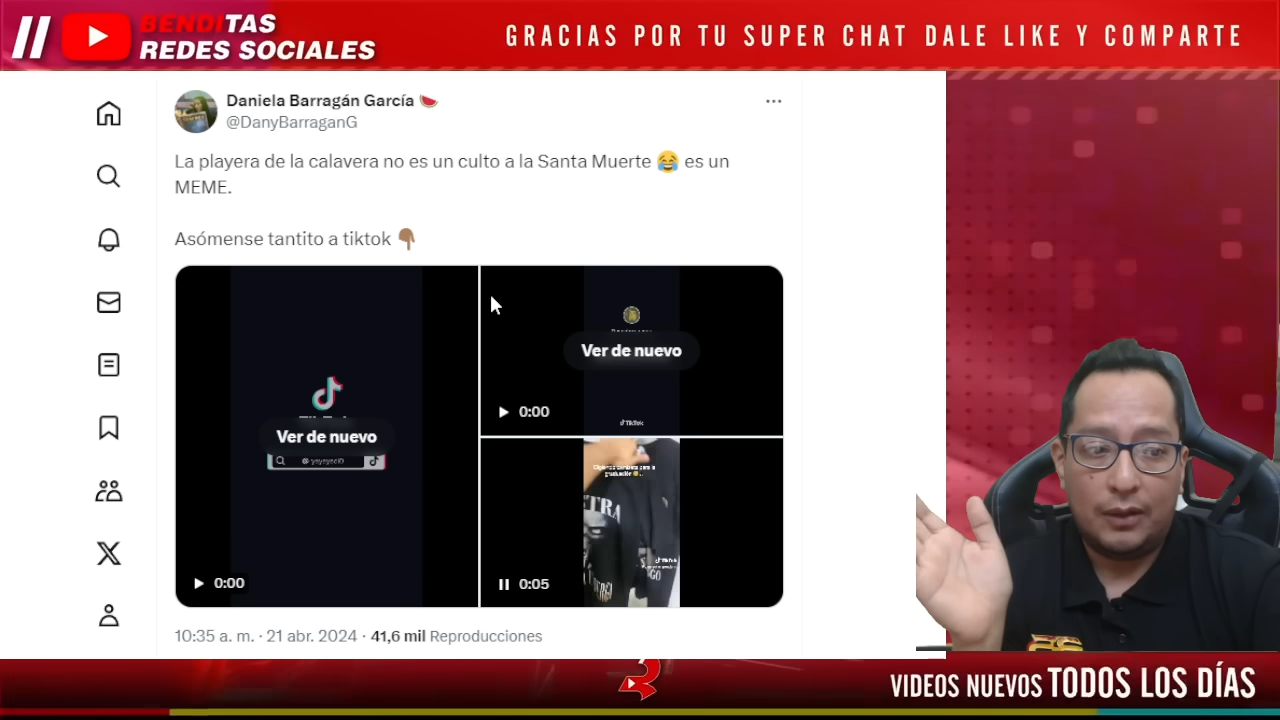 BENDITAS
REDES SOCIALES
GRACIAS POR TU SUPER CHAT DALE LIKE Y COMPARTE
Daniela Barragán García 🍉
@DanyBarraganG
La playera de la calavera no es un culto a la Santa Muerte 😂 es un
MEME.
Asómense tantito a tiktok 👇🏾
Ver de nuevo
0:00
Ver de nuevo
0:00
TikTok
0:05
10:35 a. m. · 21 abr. 2024 · 41,6 mil Reproducciones
VIDEOS NUEVOS TODOS LOS DÍAS